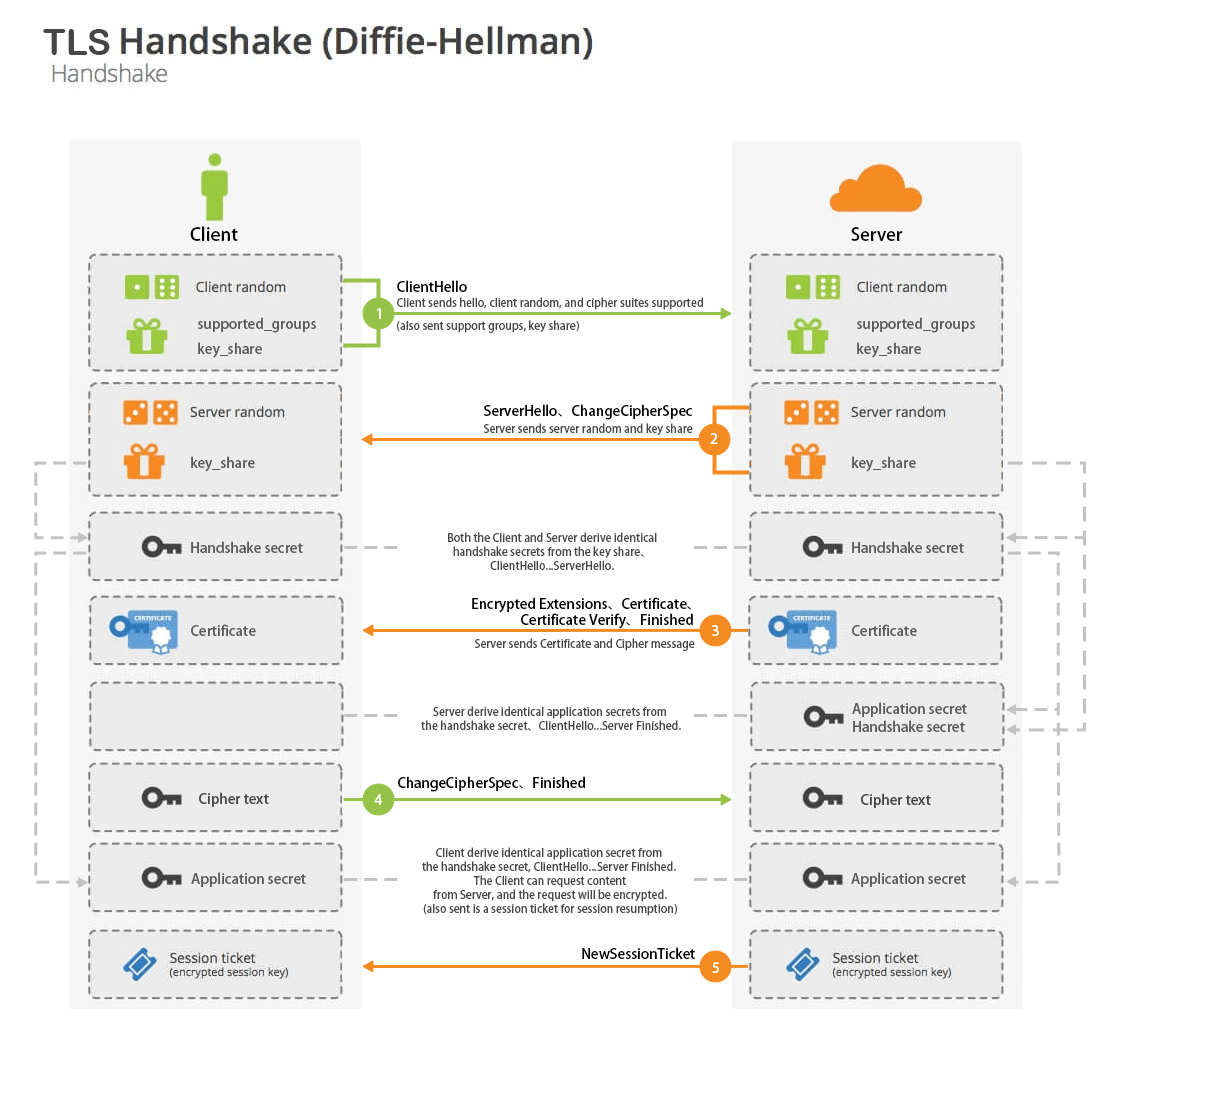 TLS Handshake (Diffie-Hellman)
Handshake
Client
Server
Client random
supported_groups
key_share
ClientHello
Client sends hello, client random, and cipher suites supported
(also sent support groups, key share)
1
Client random
supported_groups
key_share
Server random
key_share
ServerHello、ChangeCipherSpec
Server sends server random and key share
2
Server random
key_share
Handshake secret
Both the Client and Server derive identical
handshake secrets from the key share、
ClientHello...ServerHello.
Handshake secret
CERTIFICATE
Certificate
Encrypted Extensions、Certificate、
Certificate Verify、Finished
Server sends Certificate and Cipher message
3
CERTIFICATE
Certificate
Server derive identical application secrets from
the handshake secret、ClientHello...Server Finished.
Application secret
Handshake secret
Cipher text
4
ChangeCipherSpec、Finished
Cipher text
Application secret
Client derive identical application secret from
the handshake secret, ClientHello...Server Finished.
The Client can request content
from Server, and the request will be encrypted.
(also sent is a session ticket for session resumption)
Application secret
Session ticket
(encrypted session key)
NewSessionTicket
5
Session ticket
(encrypted session key)